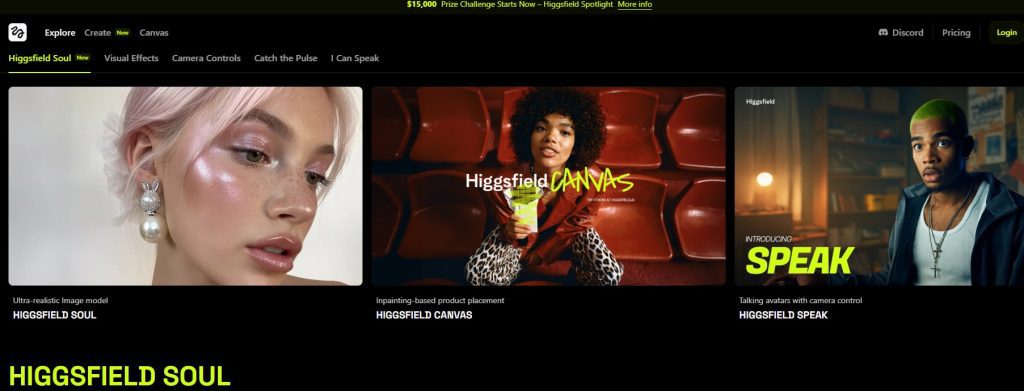 $15,000 Prize Challenge Starts Now – Higgsfield Spotlight More info
Explore Create New Canvas Discord Pricing Login
Higgsfield Soul New Visual Effects Camera Controls Catch the Pulse I Can Speak
Higgsfield CANVAS
TRY IT NOW AT HIGGSFIELD.AI
Higgsfield
INTRODUCING
SPEAK
Ultra-realistic Image model
HIGGSFIELD SOUL
Inpainting-based product placement
HIGGSFIELD CANVAS
Talking avatars with camera control
HIGGSFIELD SPEAK
HIGGSFIELD SOUL